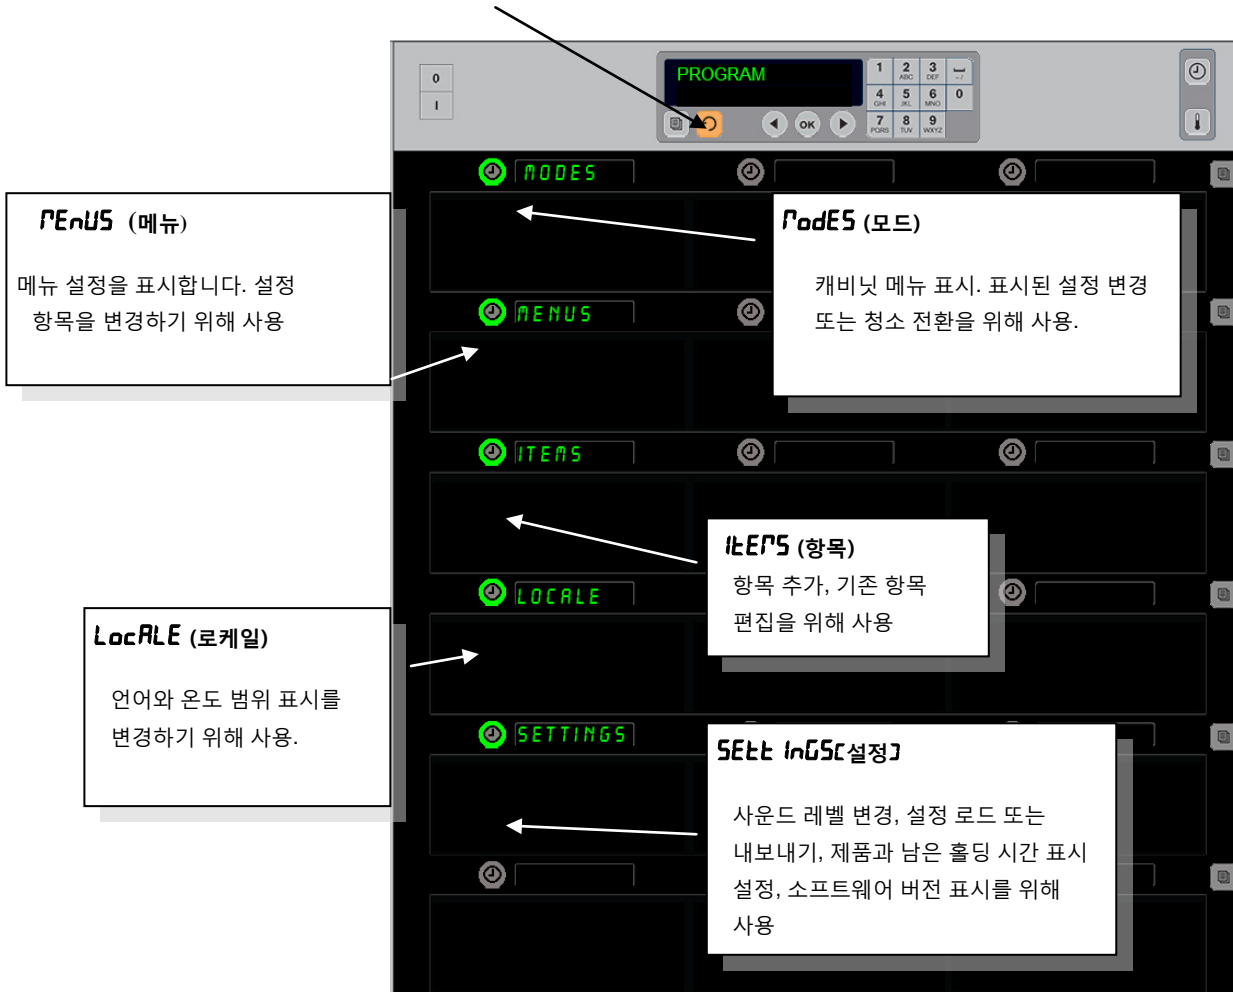 PROGRAM
0
I
1
2 ABC
3 DEF
- /
4 GHI
5 JKL
6 MNO
0
7 PQRS
8 TUV
9 WXYZ
OK
MODES
MENUS (메뉴)
메뉴 설정을 표시합니다. 설정
항목을 변경하기 위해 사용
ModES (모드)
캐비닛 메뉴 표시. 표시된 설정 변경
또는 청소 전환을 위해 사용.
MENUS
ITEMS
ItEMS (항목)
항목 추가, 기존 항목
편집을 위해 사용
LOCALE
LocALE (로케일)
언어와 온도 범위 표시를
변경하기 위해 사용.
SETTINGS
SEtt InGS[설정]
사운드 레벨 변경, 설정 로드 또는
내보내기, 제품과 남은 홀딩 시간 표시
설정, 소프트웨어 버전 표시를 위해
사용